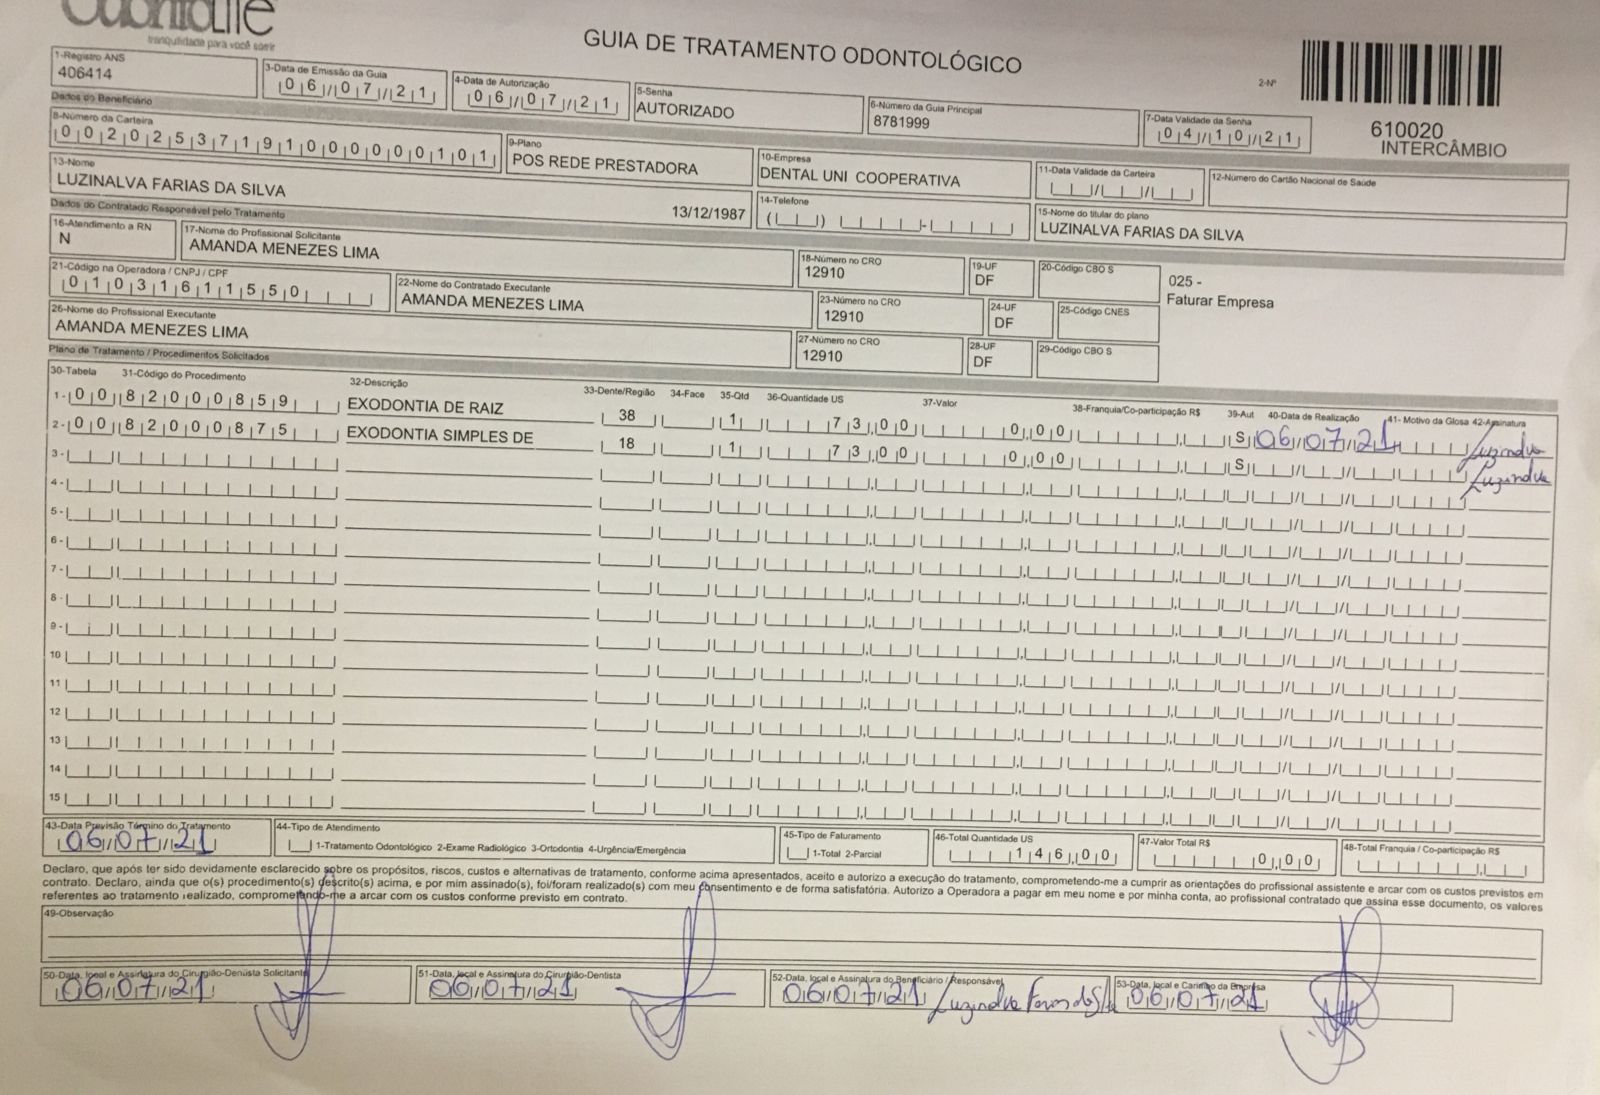 OdontoLife
tranquilidade para você sorrir
GUIA DE TRATAMENTO ODONTOLÓGICO
2-Nº
610020
INTERCÂMBIO
1-Registro ANS
406414
3-Data de Emissão da Guia
06/07/21
4-Data de Autorização
06/07/21
5-Senha
AUTORIZADO
6-Número da Guia Principal
8781999
7-Data Validade da Senha
04/10/21
Dados do Beneficiário
8-Número da Carteira
00202537191000000101
9-Plano
POS REDE PRESTADORA
10-Empresa
DENTAL UNI COOPERATIVA
11-Data Validade da Carteira
12-Número do Cartão Nacional de Saúde
13-Nome
LUZINALVA FARIAS DA SILVA
13/12/1987
14-Telefone
15-Nome do titular do plano
LUZINALVA FARIAS DA SILVA
Dados do Contratado Responsável pelo Tratamento
16-Atendimento a RN
N
17-Nome do Profissional Solicitante
AMANDA MENEZES LIMA
18-Número no CRO
12910
19-UF
DF
20-Código CBO S
025 -
Faturar Empresa
21-Código na Operadora / CNPJ / CPF
01031611550
22-Nome do Contratado Executante
AMANDA MENEZES LIMA
23-Número no CRO
12910
24-UF
DF
25-Código CNES
26-Nome do Profissional Executante
AMANDA MENEZES LIMA
27-Número no CRO
12910
28-UF
DF
29-Código CBO S
Plano de Tratamento / Procedimentos Solicitados
30-Tabela 31-Código do Procedimento 32-Descrição 33-Dente/Região 34-Face 35-Qtd 36-Quantidade US 37-Valor 38-Franquia/Co-participação R$ 39-Aut 40-Data de Realização 41- Motivo da Glosa 42-Assinatura
1- 00 82000859 EXODONTIA DE RAIZ 38 1 73,00 0,00 S 06/07/21 Luzinalva
2- 00 82000875 EXODONTIA SIMPLES DE 18 1 73,00 0,00 S Luzinalva
3-
4-
5-
6-
7-
8-
9-
10
11
12
13
14
15
43-Data Previsão Término do Tratamento
06/07/21
44-Tipo de Atendimento
1-Tratamento Odontológico 2-Exame Radiológico 3-Ortodontia 4-Urgência/Emergência
45-Tipo de Faturamento
1-Total 2-Parcial
46-Total Quantidade US
146,00
47-Valor Total R$
0,00
48-Total Franquia / Co-participação R$
Declaro, que após ter sido devidamente esclarecido sobre os propósitos, riscos, custos e alternativas de tratamento, conforme acima apresentados, aceito e autorizo a execução do tratamento, comprometendo-me a cumprir as orientações do profissional assistente e arcar com os custos previstos em
contrato. Declaro, ainda que o(s) procedimento(s) descrito(s) acima, e por mim assinado(s), foi/foram realizado(s) com meu consentimento e de forma satisfatória. Autorizo a Operadora a pagar em meu nome e por minha conta, ao profissional contratado que assina esse documento, os valores
referentes ao tratamento realizado, comprometendo-me a arcar com os custos conforme previsto em contrato.
49-Observação
50-Data, local e Assinatura do Cirurgião-Dentista Solicitante
06/07/21
51-Data, local e Assinatura do Cirurgião-Dentista
06/07/21
52-Data, local e Assinatura do Beneficiário / Responsável
06/07/21 Luzinalva Farias da Silva
53-Data, local e Carimbo da Empresa
06/07/21